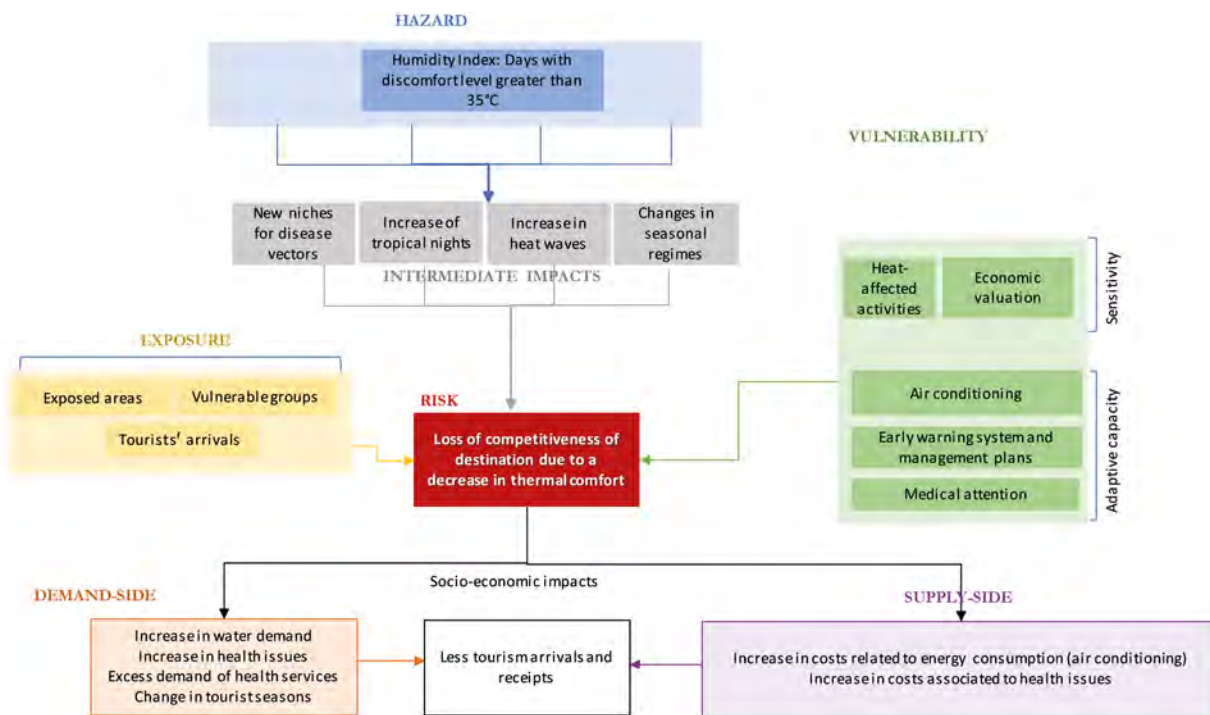 HAZARD
Humidity Index: Days with
discomfort level greater than
35°C
VULNERABILITY
New niches
for disease
vectors
Increase of
tropical nights
Increase in
heat waves
Changes in
seasonal
regimes
INTERMEDIATE IMPACTS
Heat-
affected
activities
Economic
valuation
Sensitivity
EXPOSURE
Exposed areas
Vulnerable groups
Tourists' arrivals
RISK
Loss of competitiveness of
destination due to a
decrease in thermal comfort
Air conditioning
Early warning system and
management plans
Medical attention
Adaptive capacity
Socio-economic impacts
DEMAND-SIDE
Increase in water demand
Increase in health issues
Excess demand of health services
Change in tourist seasons
Less tourism arrivals and
receipts
SUPPLY-SIDE
Increase in costs related to energy consumption (air conditioning)
Increase in costs associated to health issues